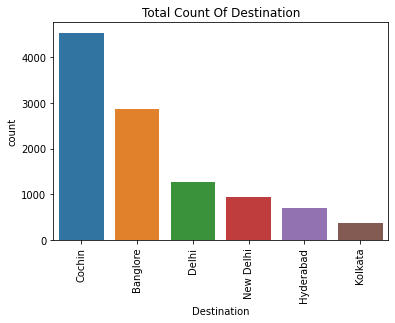 Total Count Of Destination
count
4000
3000
2000
1000
0
Cochin
Banglore
Delhi
New Delhi
Hyderabad
Kolkata
Destination